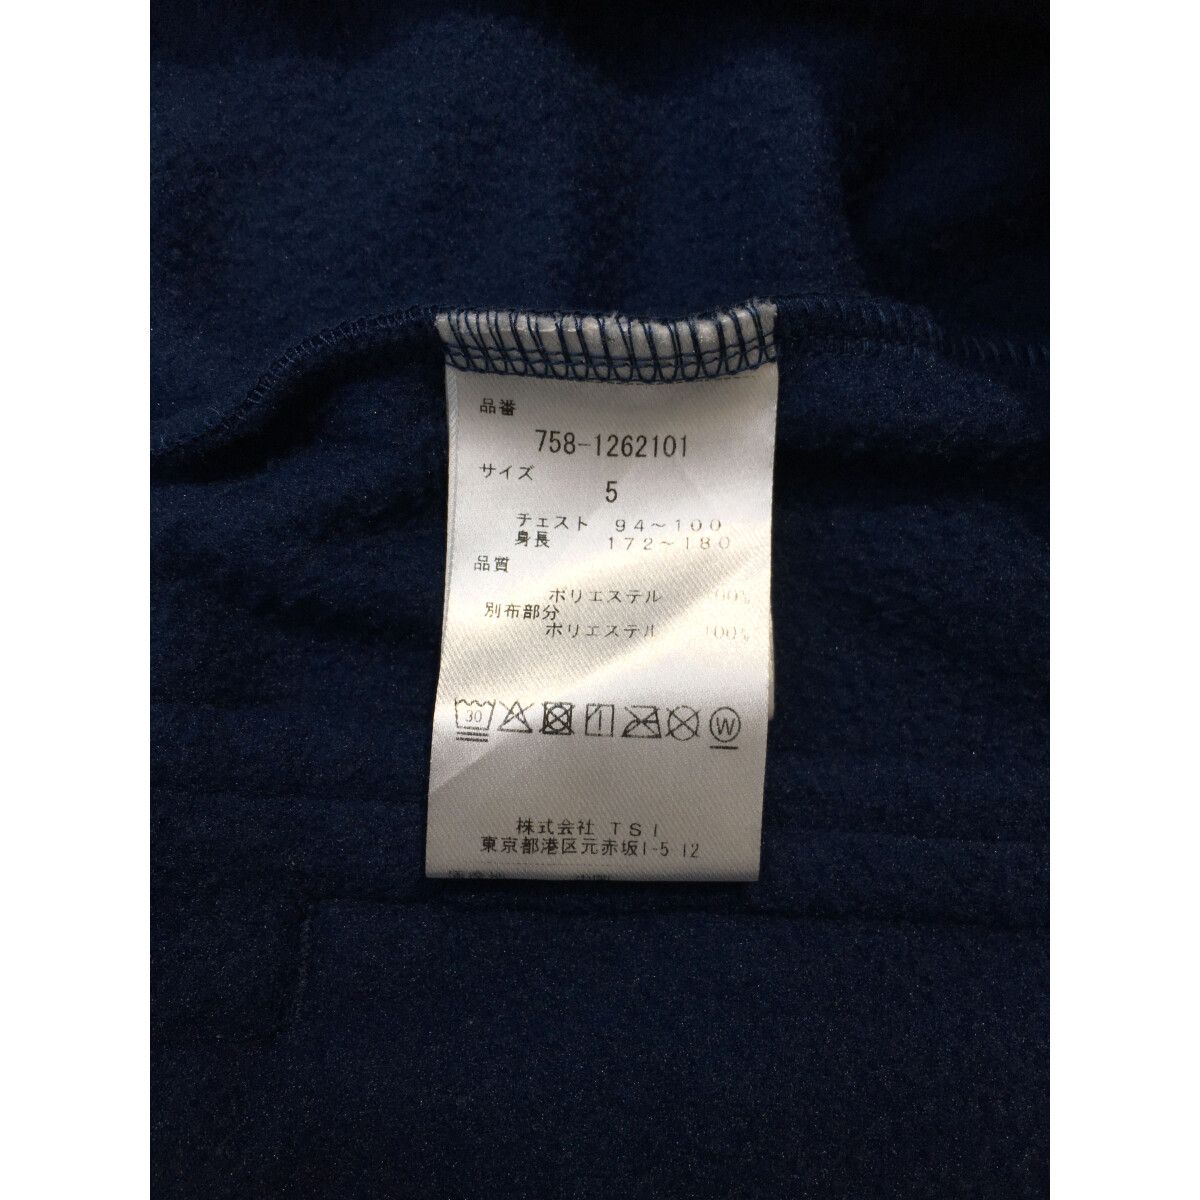 品番
758-1262101
サイズ
5
チェスト 94~100
身長 172~180
品質
ポリエステル 100%
別布部分
ポリエステル 100%
30
W
株式会社 TSI
東京都港区元赤坂1-5-12